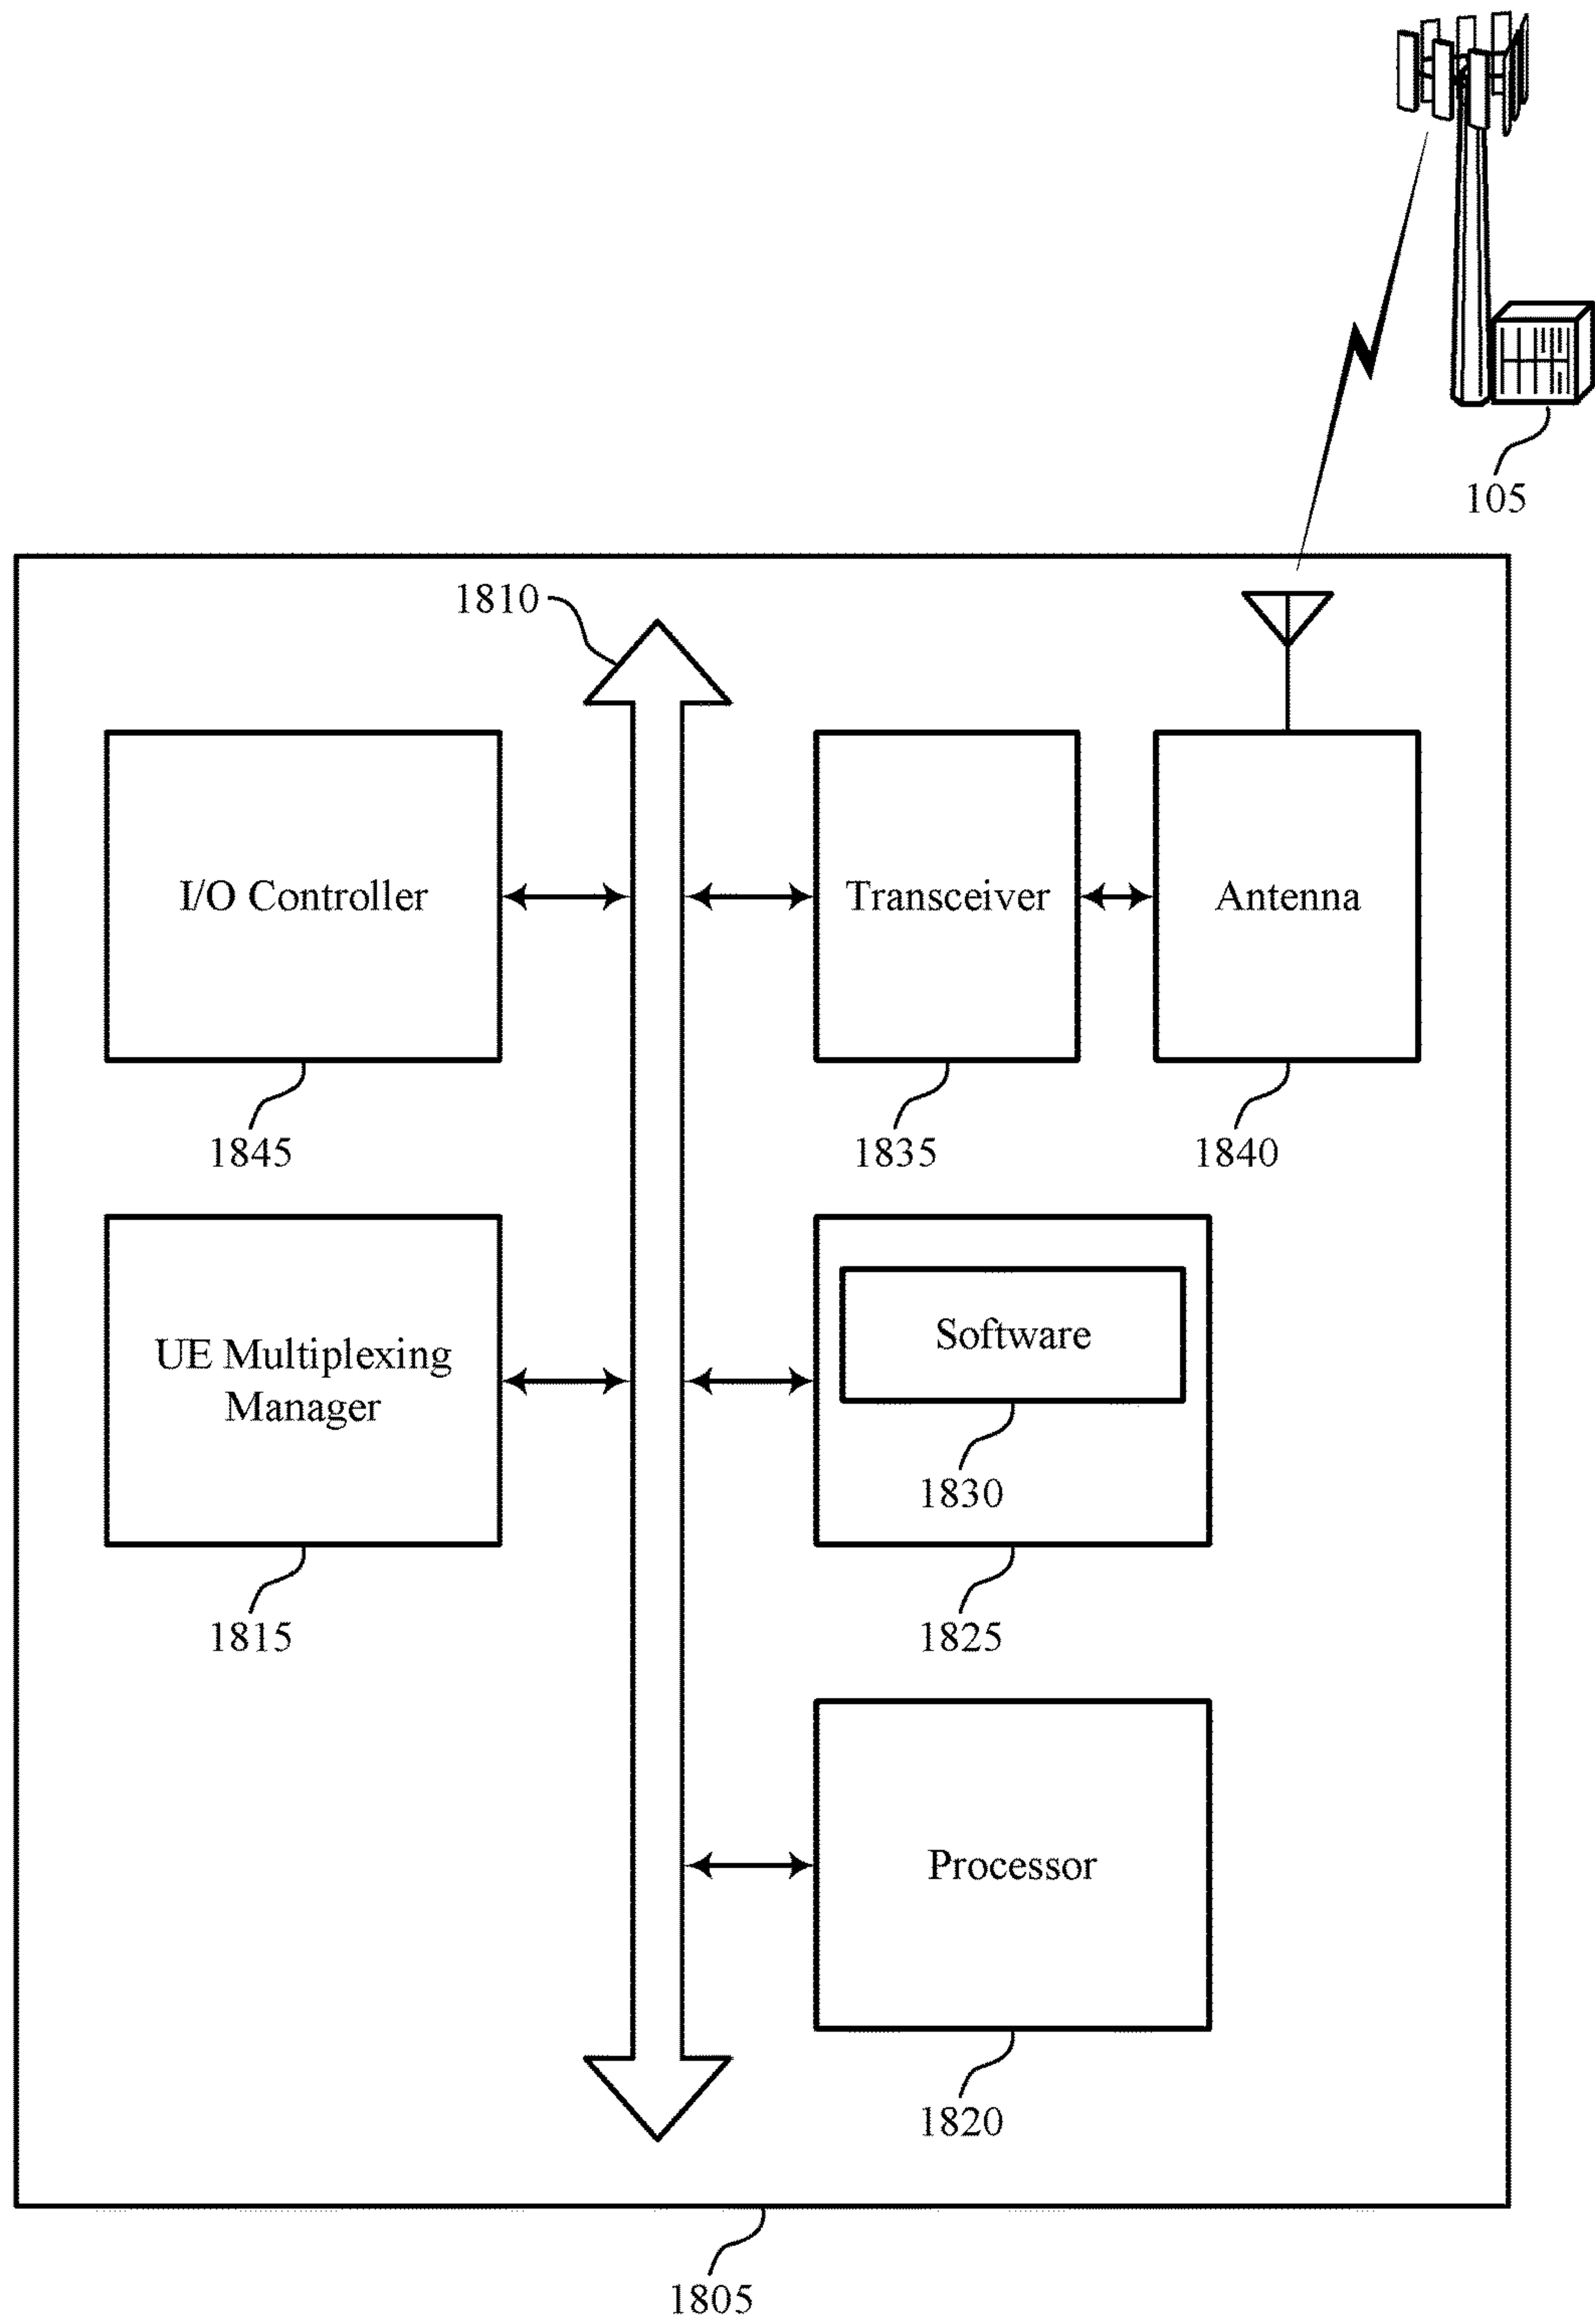 105
1810
I/O Controller
Transceiver
Antenna
1845
1835
1840
UE Multiplexing
Manager
Software
1830
1815
1825
Processor
1820
1805